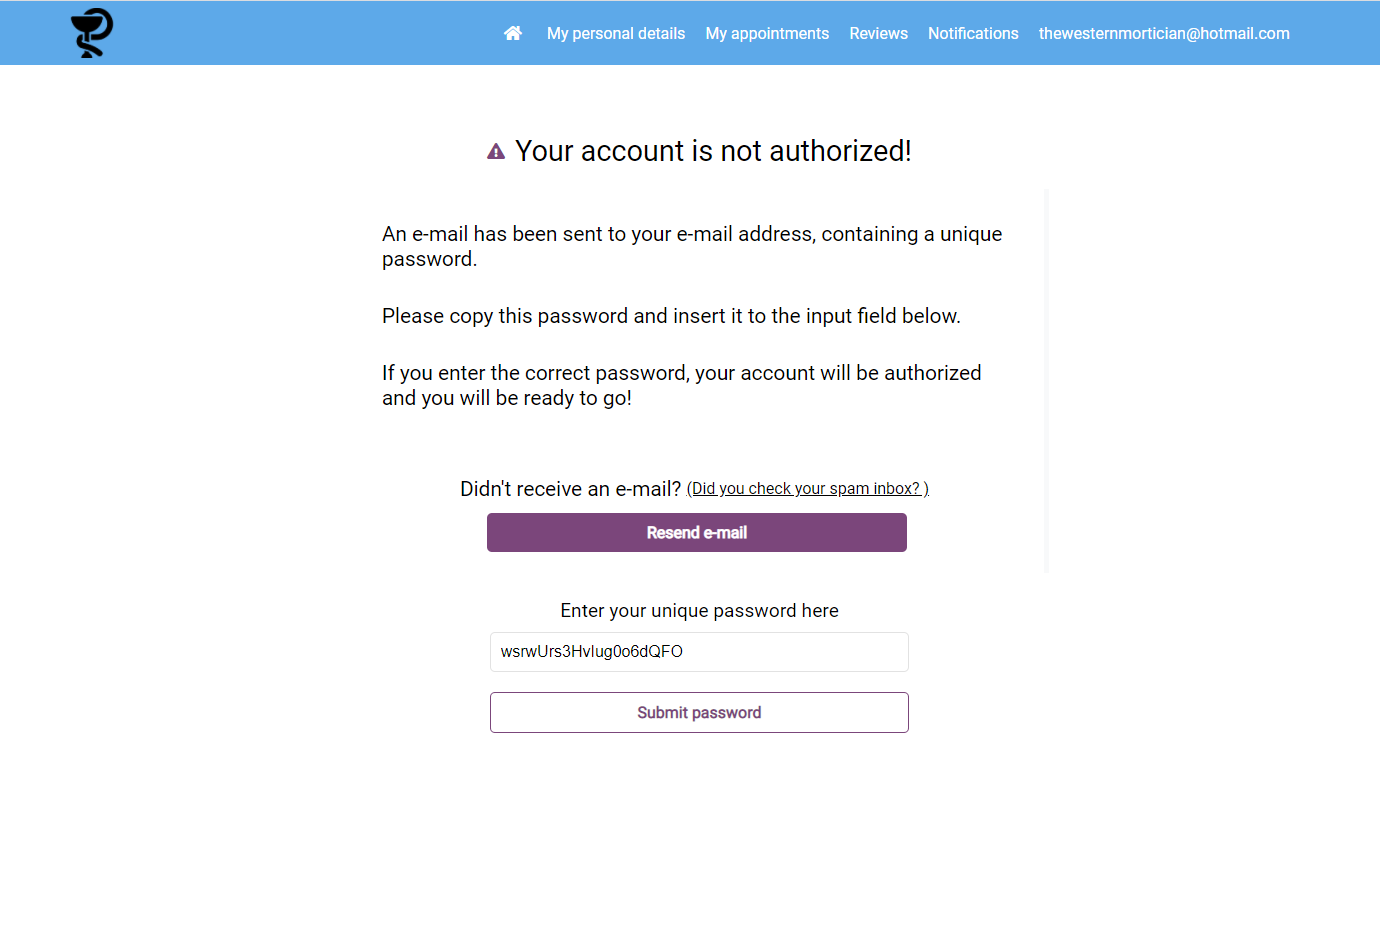 My personal details My appointments Reviews Notifications thewesternmortician@hotmail.com
Your account is not authorized!
An e-mail has been sent to your e-mail address, containing a unique
password.
Please copy this password and insert it to the input field below.
If you enter the correct password, your account will be authorized
and you will be ready to go!
Didn't receive an e-mail? (Did you check your spam inbox? )
Resend e-mail
Enter your unique password here
wsrwUrs3Hvlug0o6dQFO
Submit password